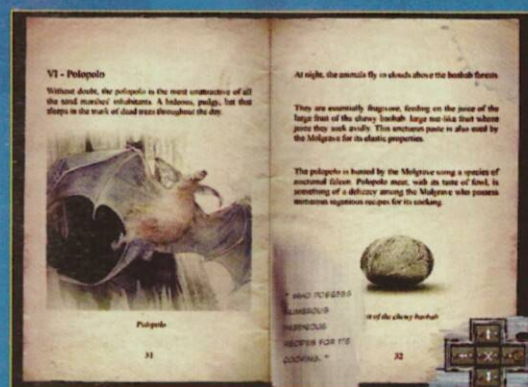 VI - Polopolo
Without doubt, the polopolo is the most unattractive of all
the sand marshes' inhabitants. A hideous, pudgy, bat that
sleeps in the trunk of dead trees throughout the day.
Polopolo
31
At night, the animals fly in clouds above the baobab forests
They are essentially frugivore, feeding on the juice of the
large fruit of the chewy baobab: large nut-like fruit whose
paste they suck avidly. This unctuous paste is also used by
the Molgrave for its elastic properties.
The polopolo is hunted by the Molgrave using a species of
nocturnal falcon. Polopolo meat, with its taste of fowl, is
something of a delicacy among the Molgrave who possess
numerous ingenious recipes for its cooking.
" WHO POSSESS
NUMEROUS
INGENIOUS
RECIPES FOR ITS
COOKING. "
of the chewy baobab
32